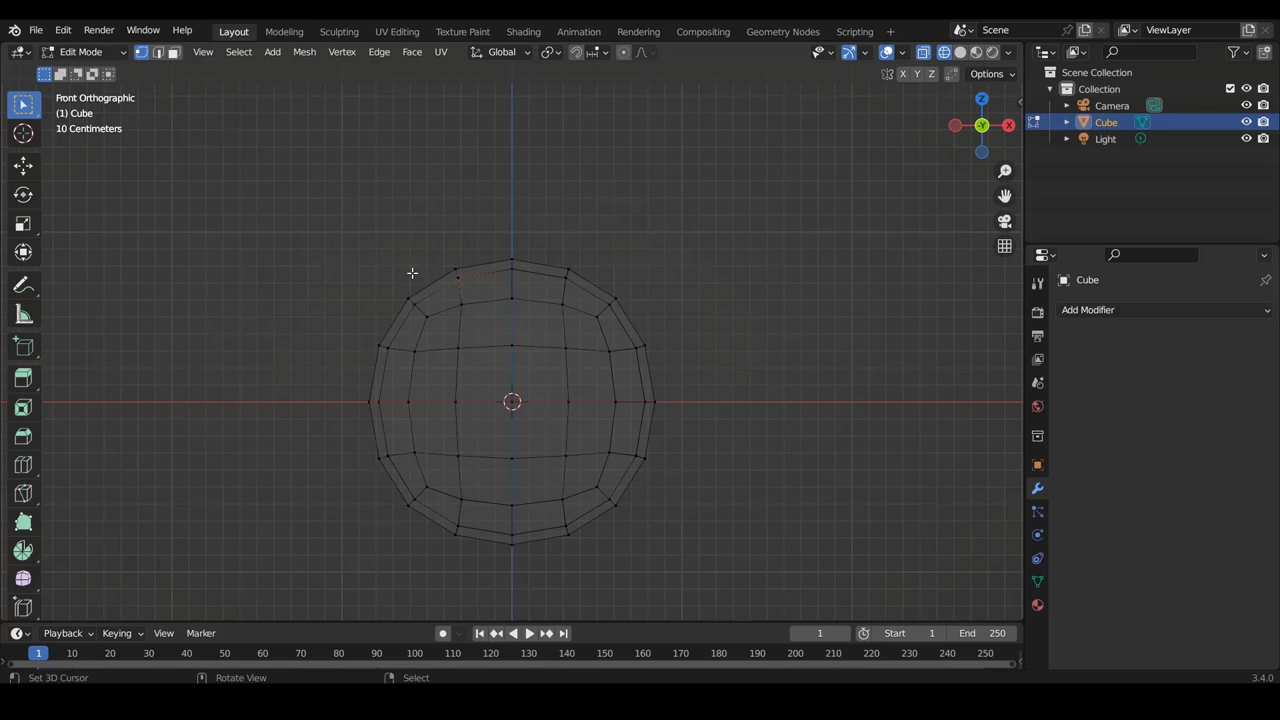 File Edit Render Window Help Layout Modeling Sculpting UV Editing Texture Paint Shading Animation Rendering Compositing Geometry Nodes Scripting Scene ViewLayer
Edit Mode View Select Add Mesh Vertex Edge Face UV Global
X Y Z Options
Front Orthographic
(1) Cube
10 Centimeters
Z
Y X
Scene Collection
Collection
Camera
Cube
Light
Cube
Add Modifier
Playback Keying View Marker 1 Start 1 End 250
1 10 20 30 40 50 60 70 80 90 100 110 120 130 140 150 160 170 180 190 200 210 220 230 240 250
Set 3D Cursor Rotate View Select 3.4.0